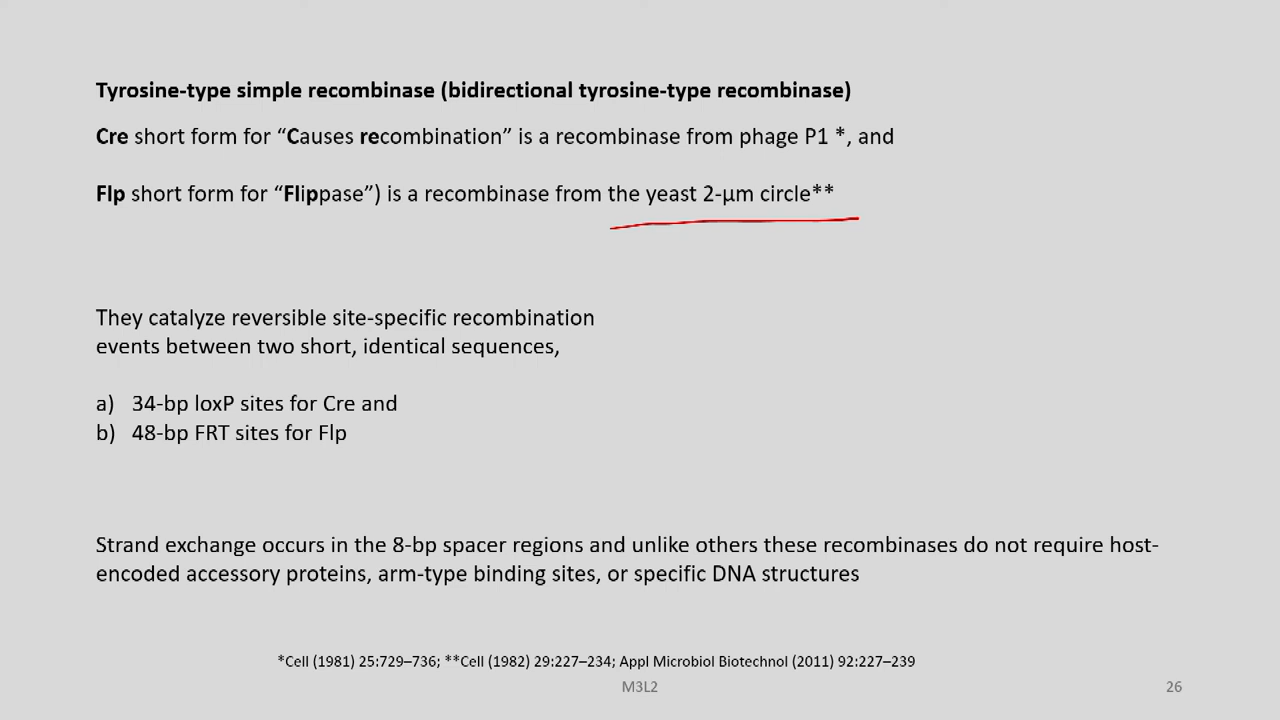 Tyrosine-type simple recombinase (bidirectional tyrosine-type recombinase)
Cre short form for “Causes recombination” is a recombinase from phage P1 *, and
Flp short form for “Flippase”) is a recombinase from the yeast 2-μm circle**
They catalyze reversible site-specific recombination
events between two short, identical sequences,
a) 34-bp loxP sites for Cre and
b) 48-bp FRT sites for Flp
Strand exchange occurs in the 8-bp spacer regions and unlike others these recombinases do not require host-
encoded accessory proteins, arm-type binding sites, or specific DNA structures
*Cell (1981) 25:729–736; **Cell (1982) 29:227–234; Appl Microbiol Biotechnol (2011) 92:227–239
M3L2
26